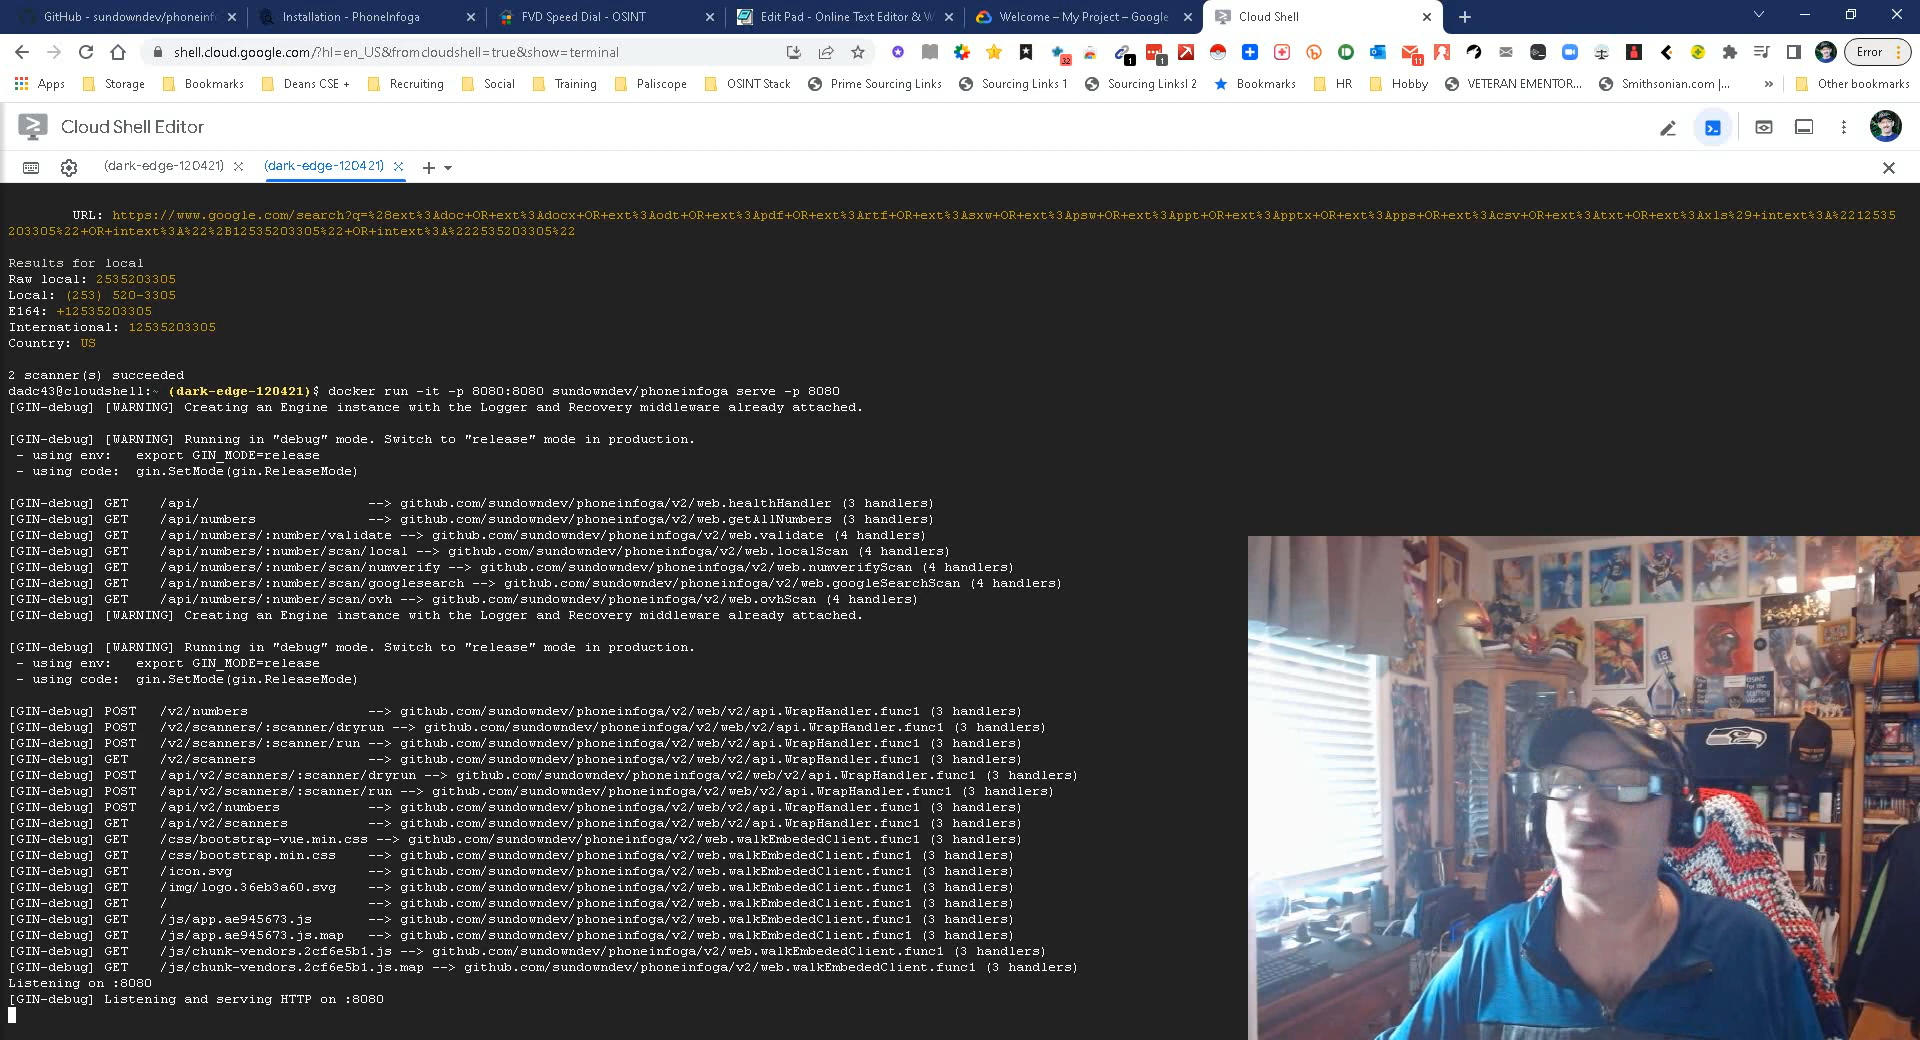 GitHub - sundowndev/phoneinf
Installation - PhoneInfoga
FVD Speed Dial - OSINT
Edit Pad - Online Text Editor & W
Welcome – My Project – Google
Cloud Shell
shell.cloud.google.com/?hl=en_US&fromcloudshell=true&show=terminal
Error
Apps
Storage
Bookmarks
Deans CSE +
Recruiting
Social
Training
Paliscope
OSINT Stack
Prime Sourcing Links
Sourcing Links 1
Sourcing Linksl 2
Bookmarks
HR
Hobby
VETERAN EMENTOR...
Smithsonian.com |...
»
Other bookmarks
Cloud Shell Editor
(dark-edge-120421)
(dark-edge-120421)
URL: https://www.google.com/search?q=%28ext%3Adoc+OR+ext%3Adocx+OR+ext%3Aodt+OR+ext%3Apdf+OR+ext%3Artf+OR+ext%3Asxw+OR+ext%3Apsw+OR+ext%3Appt+OR+ext%3Apptx+OR+ext%3Apps+OR+ext%3Acsv+OR+ext%3Atxt+OR+ext%3Axls%29+intext%3A%2212535
203305%22+OR+intext%3A%22%2B12535203305%22+OR+intext%3A%222535203305%22
Results for local
Raw local: 2535203305
Local: (253) 520-3305
E164: +12535203305
International: 12535203305
Country: US
2 scanner(s) succeeded
dadc43@cloudshell:~ (dark-edge-120421)$ docker run -it -p 8080:8080 sundowndev/phoneinfoga serve -p 8080
[GIN-debug] [WARNING] Creating an Engine instance with the Logger and Recovery middleware already attached.
[GIN-debug] [WARNING] Running in "debug" mode. Switch to "release" mode in production.
- using env: export GIN_MODE=release
- using code: gin.SetMode(gin.ReleaseMode)
[GIN-debug] GET /api/ --> github.com/sundowndev/phoneinfoga/v2/web.healthHandler (3 handlers)
[GIN-debug] GET /api/numbers --> github.com/sundowndev/phoneinfoga/v2/web.getAllNumbers (3 handlers)
[GIN-debug] GET /api/numbers/:number/validate --> github.com/sundowndev/phoneinfoga/v2/web.validate (4 handlers)
[GIN-debug] GET /api/numbers/:number/scan/local --> github.com/sundowndev/phoneinfoga/v2/web.localScan (4 handlers)
[GIN-debug] GET /api/numbers/:number/scan/numverify --> github.com/sundowndev/phoneinfoga/v2/web.numverifyScan (4 handlers)
[GIN-debug] GET /api/numbers/:number/scan/googlesearch --> github.com/sundowndev/phoneinfoga/v2/web.googleSearchScan (4 handlers)
[GIN-debug] GET /api/numbers/:number/scan/ovh --> github.com/sundowndev/phoneinfoga/v2/web.ovhScan (4 handlers)
[GIN-debug] [WARNING] Creating an Engine instance with the Logger and Recovery middleware already attached.
[GIN-debug] [WARNING] Running in "debug" mode. Switch to "release" mode in production.
- using env: export GIN_MODE=release
- using code: gin.SetMode(gin.ReleaseMode)
[GIN-debug] POST /v2/numbers --> github.com/sundowndev/phoneinfoga/v2/web/v2/api.WrapHandler.func1 (3 handlers)
[GIN-debug] POST /v2/scanners/:scanner/dryrun --> github.com/sundowndev/phoneinfoga/v2/web/v2/api.WrapHandler.func1 (3 handlers)
[GIN-debug] POST /v2/scanners/:scanner/run --> github.com/sundowndev/phoneinfoga/v2/web/v2/api.WrapHandler.func1 (3 handlers)
[GIN-debug] GET /v2/scanners --> github.com/sundowndev/phoneinfoga/v2/web/v2/api.WrapHandler.func1 (3 handlers)
[GIN-debug] POST /api/v2/scanners/:scanner/dryrun --> github.com/sundowndev/phoneinfoga/v2/web/v2/api.WrapHandler.func1 (3 handlers)
[GIN-debug] POST /api/v2/scanners/:scanner/run --> github.com/sundowndev/phoneinfoga/v2/web/v2/api.WrapHandler.func1 (3 handlers)
[GIN-debug] POST /api/v2/numbers --> github.com/sundowndev/phoneinfoga/v2/web/v2/api.WrapHandler.func1 (3 handlers)
[GIN-debug] GET /api/v2/scanners --> github.com/sundowndev/phoneinfoga/v2/web/v2/api.WrapHandler.func1 (3 handlers)
[GIN-debug] GET /css/bootstrap-vue.min.css --> github.com/sundowndev/phoneinfoga/v2/web.walkEmbededClient.func1 (3 handlers)
[GIN-debug] GET /css/bootstrap.min.css --> github.com/sundowndev/phoneinfoga/v2/web.walkEmbededClient.func1 (3 handlers)
[GIN-debug] GET /icon.svg --> github.com/sundowndev/phoneinfoga/v2/web.walkEmbededClient.func1 (3 handlers)
[GIN-debug] GET /img/logo.36eb3a60.svg --> github.com/sundowndev/phoneinfoga/v2/web.walkEmbededClient.func1 (3 handlers)
[GIN-debug] GET / --> github.com/sundowndev/phoneinfoga/v2/web.walkEmbededClient.func1 (3 handlers)
[GIN-debug] GET /js/app.ae945673.js --> github.com/sundowndev/phoneinfoga/v2/web.walkEmbededClient.func1 (3 handlers)
[GIN-debug] GET /js/app.ae945673.js.map --> github.com/sundowndev/phoneinfoga/v2/web.walkEmbededClient.func1 (3 handlers)
[GIN-debug] GET /js/chunk-vendors.2cf6e5b1.js --> github.com/sundowndev/phoneinfoga/v2/web.walkEmbededClient.func1 (3 handlers)
[GIN-debug] GET /js/chunk-vendors.2cf6e5b1.js.map --> github.com/sundowndev/phoneinfoga/v2/web.walkEmbededClient.func1 (3 handlers)
Listening on :8080
[GIN-debug] Listening and serving HTTP on :8080